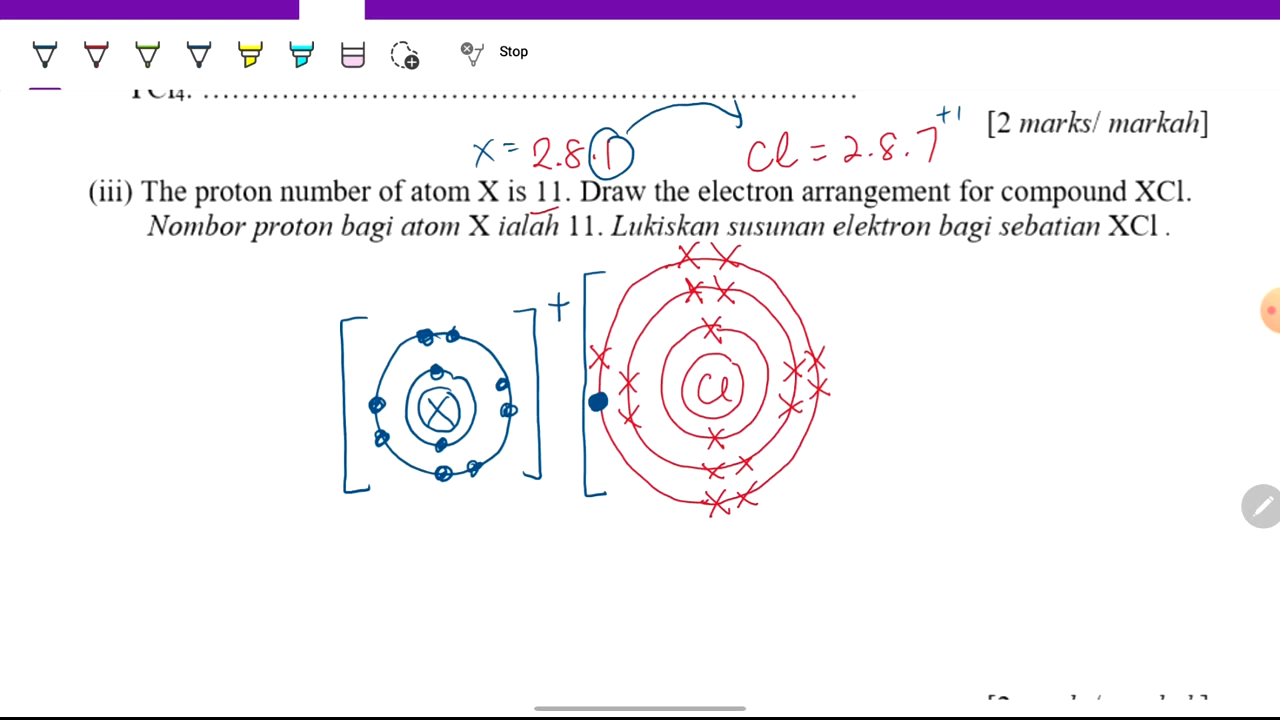 Stop
[2 marks/ markah]
x = 2.8.1 Cl = 2.8.7 +1
(iii) The proton number of atom X is 11. Draw the electron arrangement for compound XCl.
Nombor proton bagi atom X ialah 11. Lukiskan susunan elektron bagi sebatian XCl .
+
X
Cl